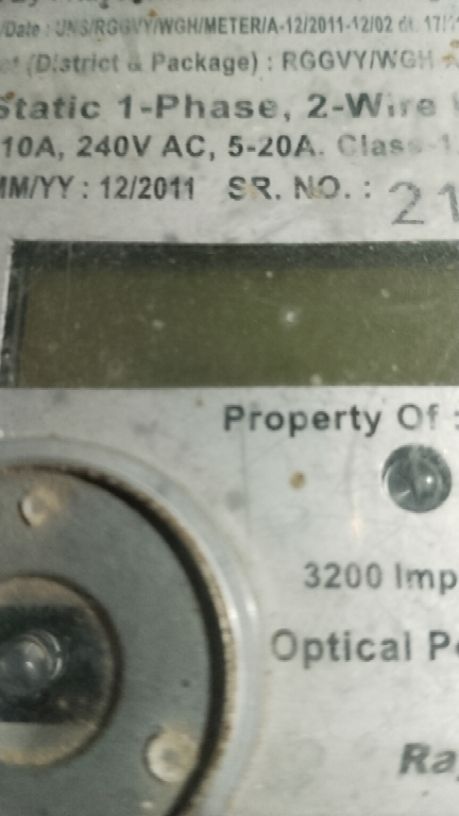 /Date : UNS/RGGVY/WGH/METER/A-12/2011-12/02 dt. 17/
(District & Package) : RGGVY/WGH
Static 1-Phase, 2-Wire
10A, 240V AC, 5-20A. Class-1
MM/YY : 12/2011 SR. NO. : 21
Property Of :
3200 Imp
Optical P
Ra